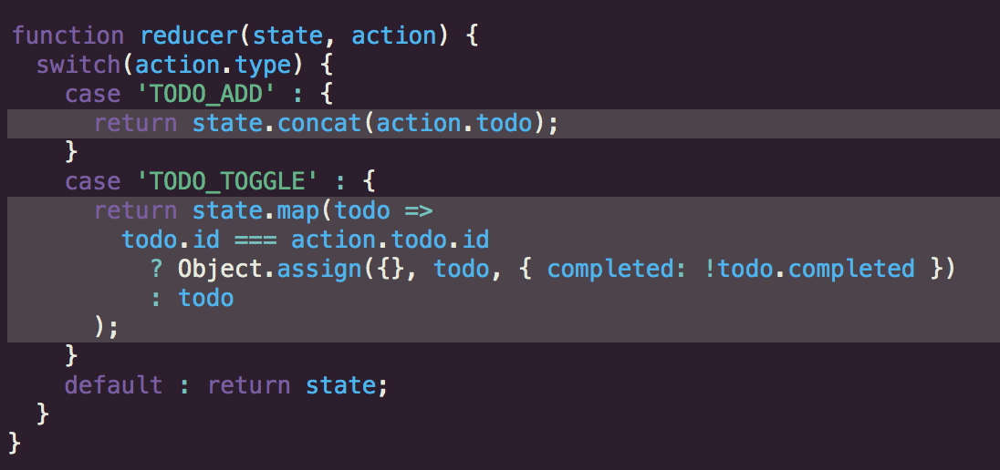 function reducer(state, action) {
  switch(action.type) {
    case 'TODO_ADD' : {
      return state.concat(action.todo);
    }
    case 'TODO_TOGGLE' : {
      return state.map(todo =>
        todo.id === action.todo.id
          ? Object.assign({}, todo, { completed: !todo.completed })
          : todo
      );
    }
    default : return state;
  }
}